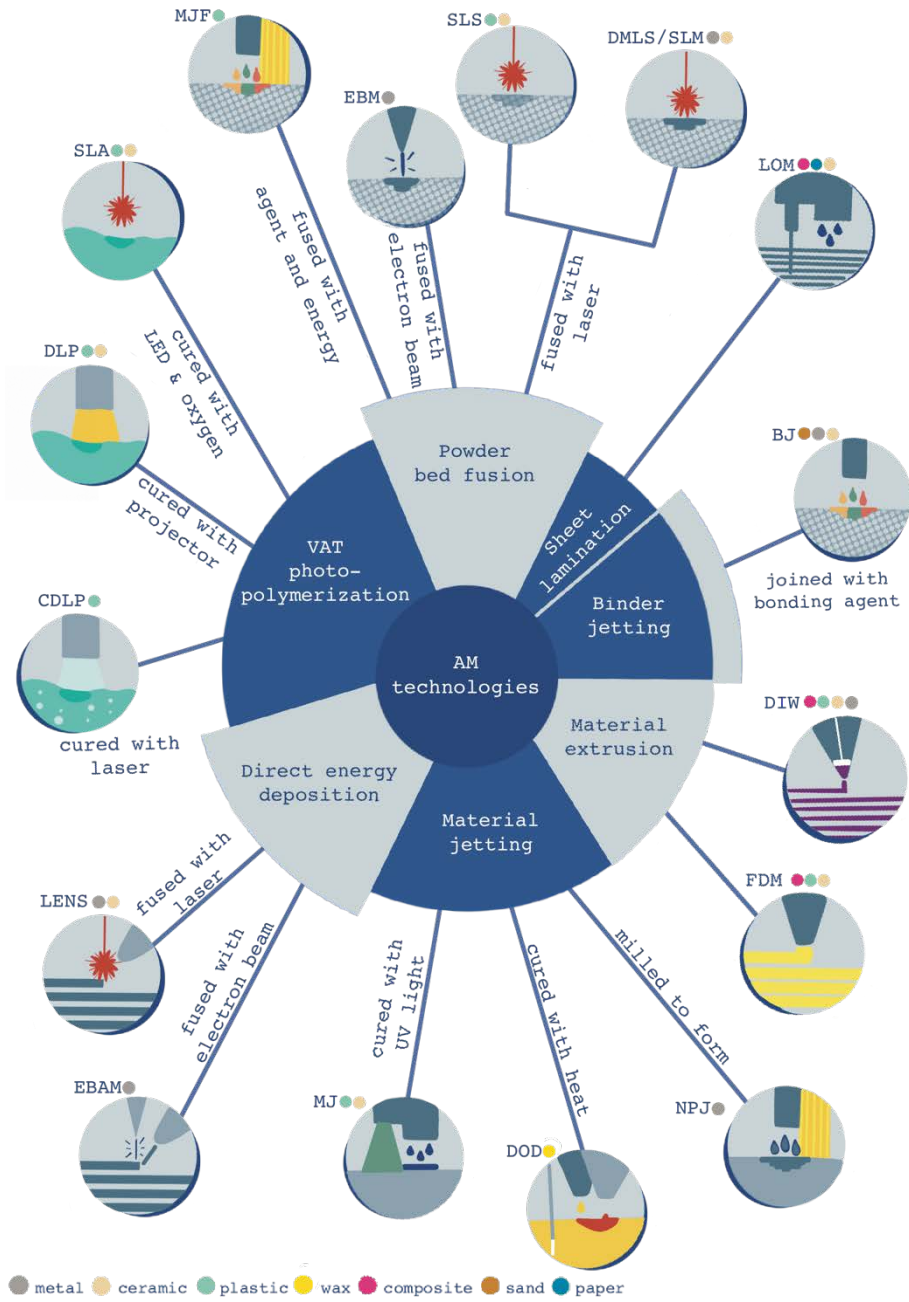 MJF
SLS
DMLS/SLM
EBM
SLA
LOM
fused with
agent and energy
fused with
electron beam
fused with
laser
cured with
LED & oxygen
DLP
cured with
projector
BJ
joined with
bonding agent
Powder
bed fusion
VAT
photo-
polymerization
Sheet
lamination
Binder
jetting
CDLP
cured with
laser
AM
technologies
DIW
Material
extrusion
Direct energy
deposition
Material
jetting
LENS
fused with
laser
FDM
fused with
electron beam
cured with
UV light
cured with heat
milled to form
EBAM
MJ
DOD
NPJ
metal ceramic plastic wax composite sand paper